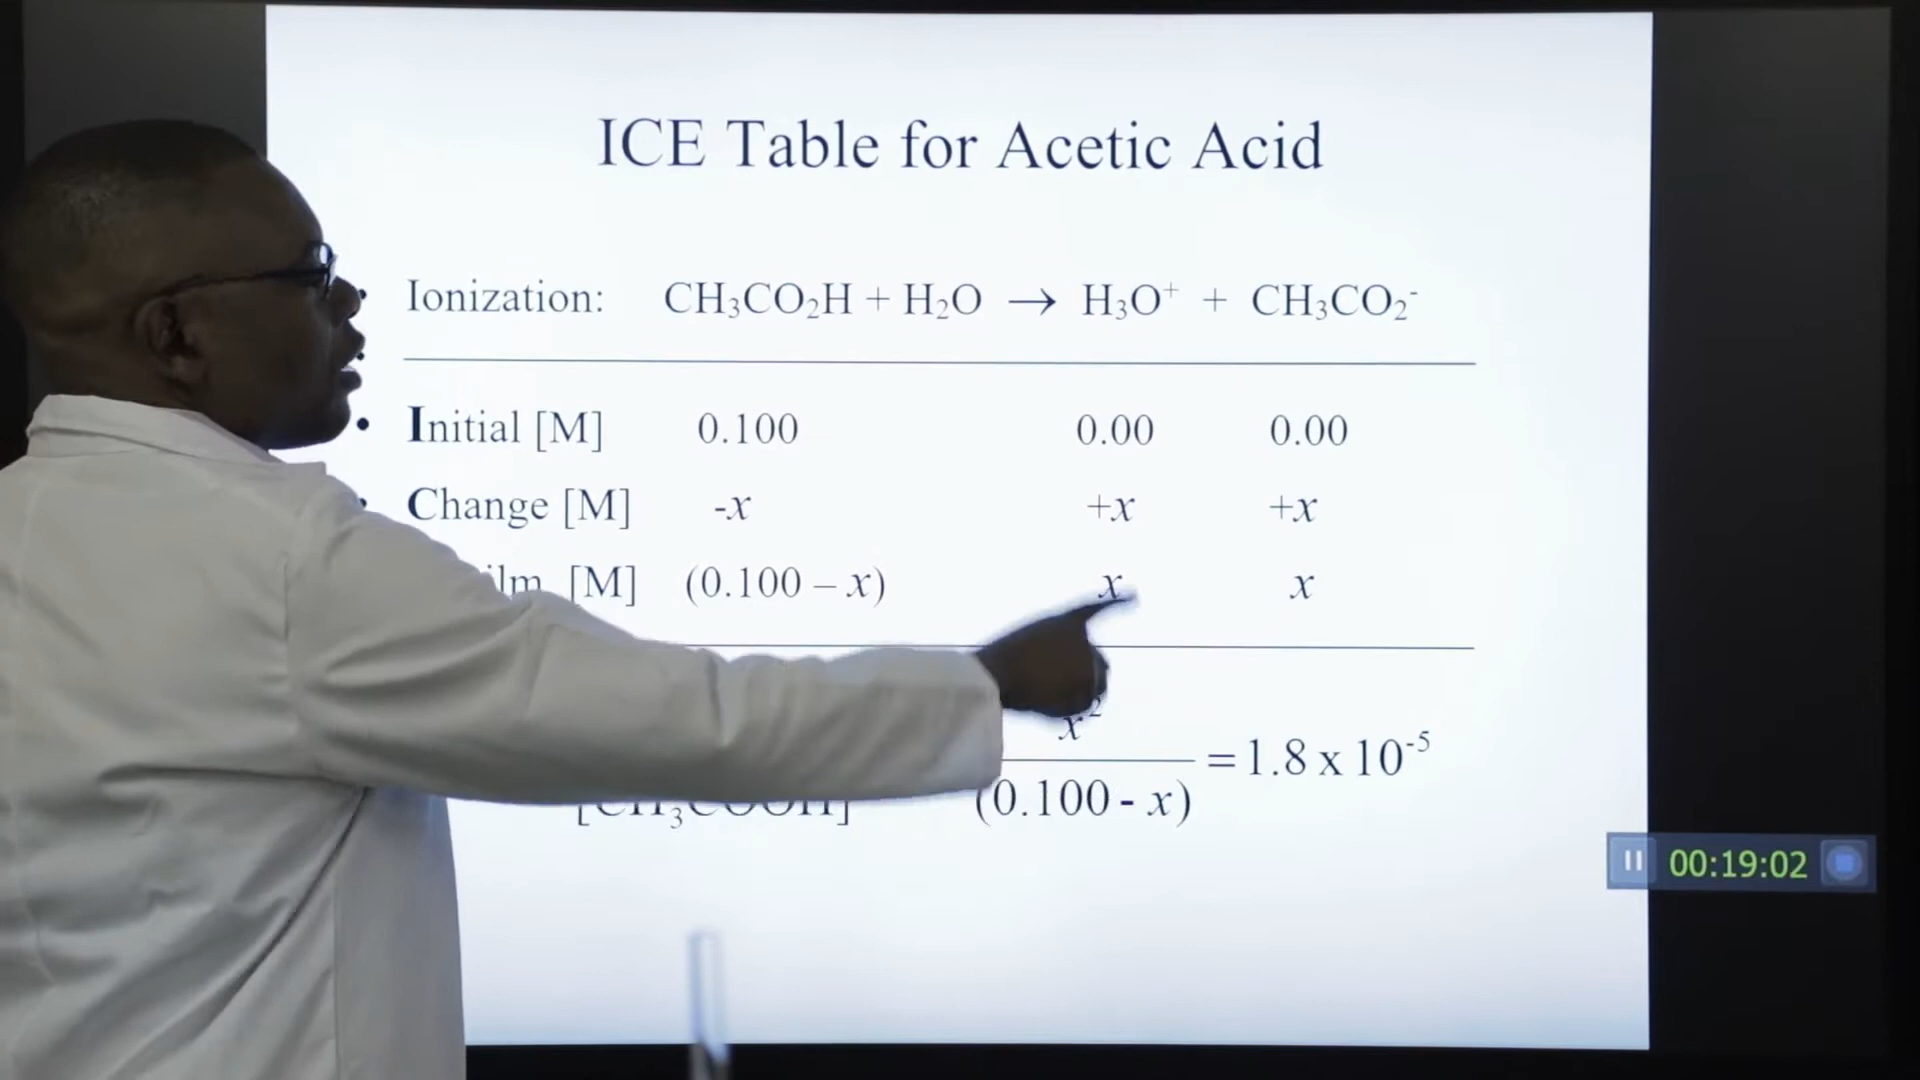 ICE Table for Acetic Acid
Ionization: CH₃CO₂H + H₂O → H₃O⁺ + CH₃CO₂⁻
Initial [M] 0.100 0.00 0.00
Change [M] -x +x +x
[M] (0.100 – x) x x
x²
= 1.8 x 10⁻⁵
[CH₃COOH] (0.100 - x)
00:19:02